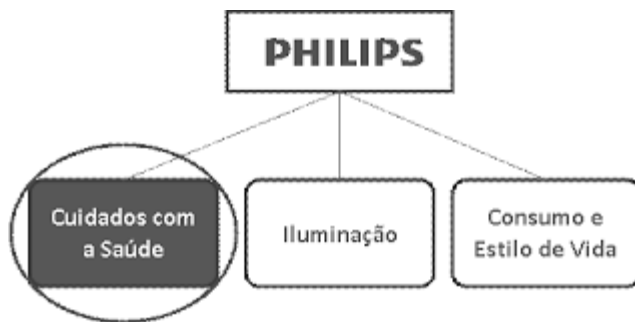 PHILIPS
Cuidados com
a Saúde
Iluminação
Consumo e
Estilo de Vida